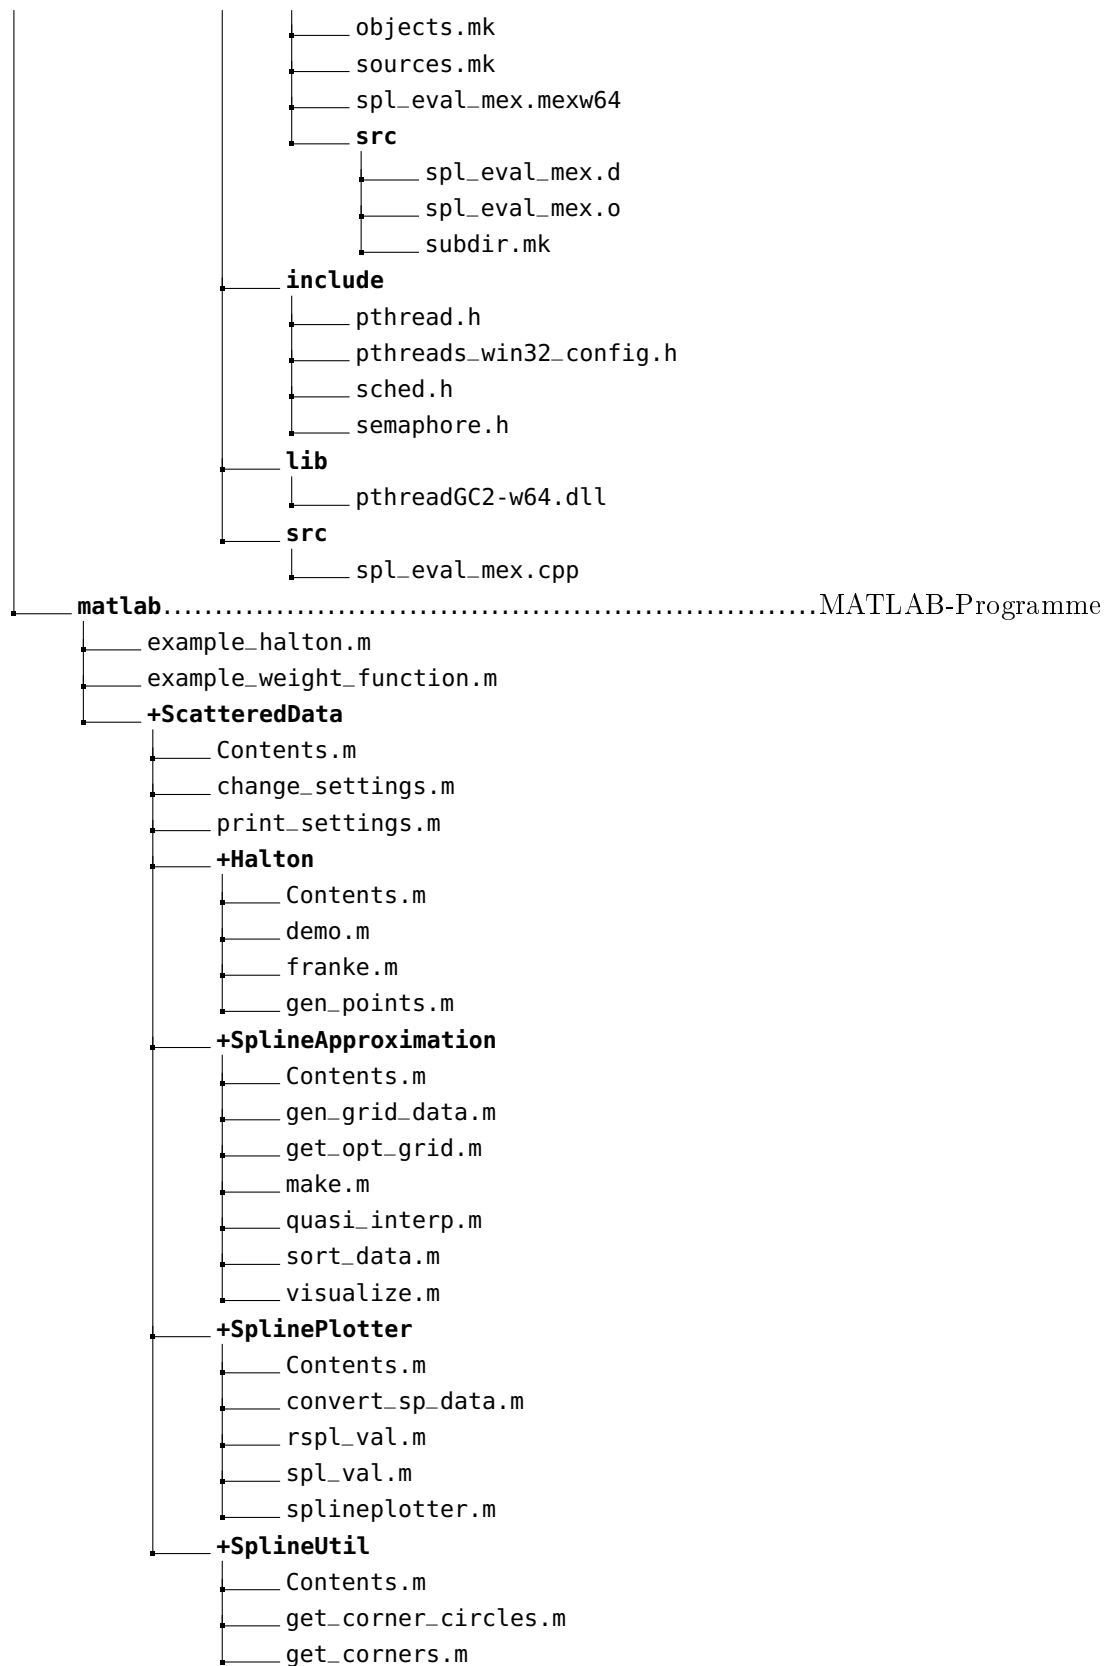 objects.mk
sources.mk
spl_eval_mex.mexw64
src
spl_eval_mex.d
spl_eval_mex.o
subdir.mk
include
pthread.h
pthreads_win32_config.h
sched.h
semaphore.h
lib
pthreadGC2-w64.dll
src
spl_eval_mex.cpp
matlab...............................................................MATLAB-Programme
example_halton.m
example_weight_function.m
+ScatteredData
Contents.m
change_settings.m
print_settings.m
+Halton
Contents.m
demo.m
franke.m
gen_points.m
+SplineApproximation
Contents.m
gen_grid_data.m
get_opt_grid.m
make.m
quasi_interp.m
sort_data.m
visualize.m
+SplinePlotter
Contents.m
convert_sp_data.m
rspl_val.m
spl_val.m
splineplotter.m
+SplineUtil
Contents.m
get_corner_circles.m
get_corners.m